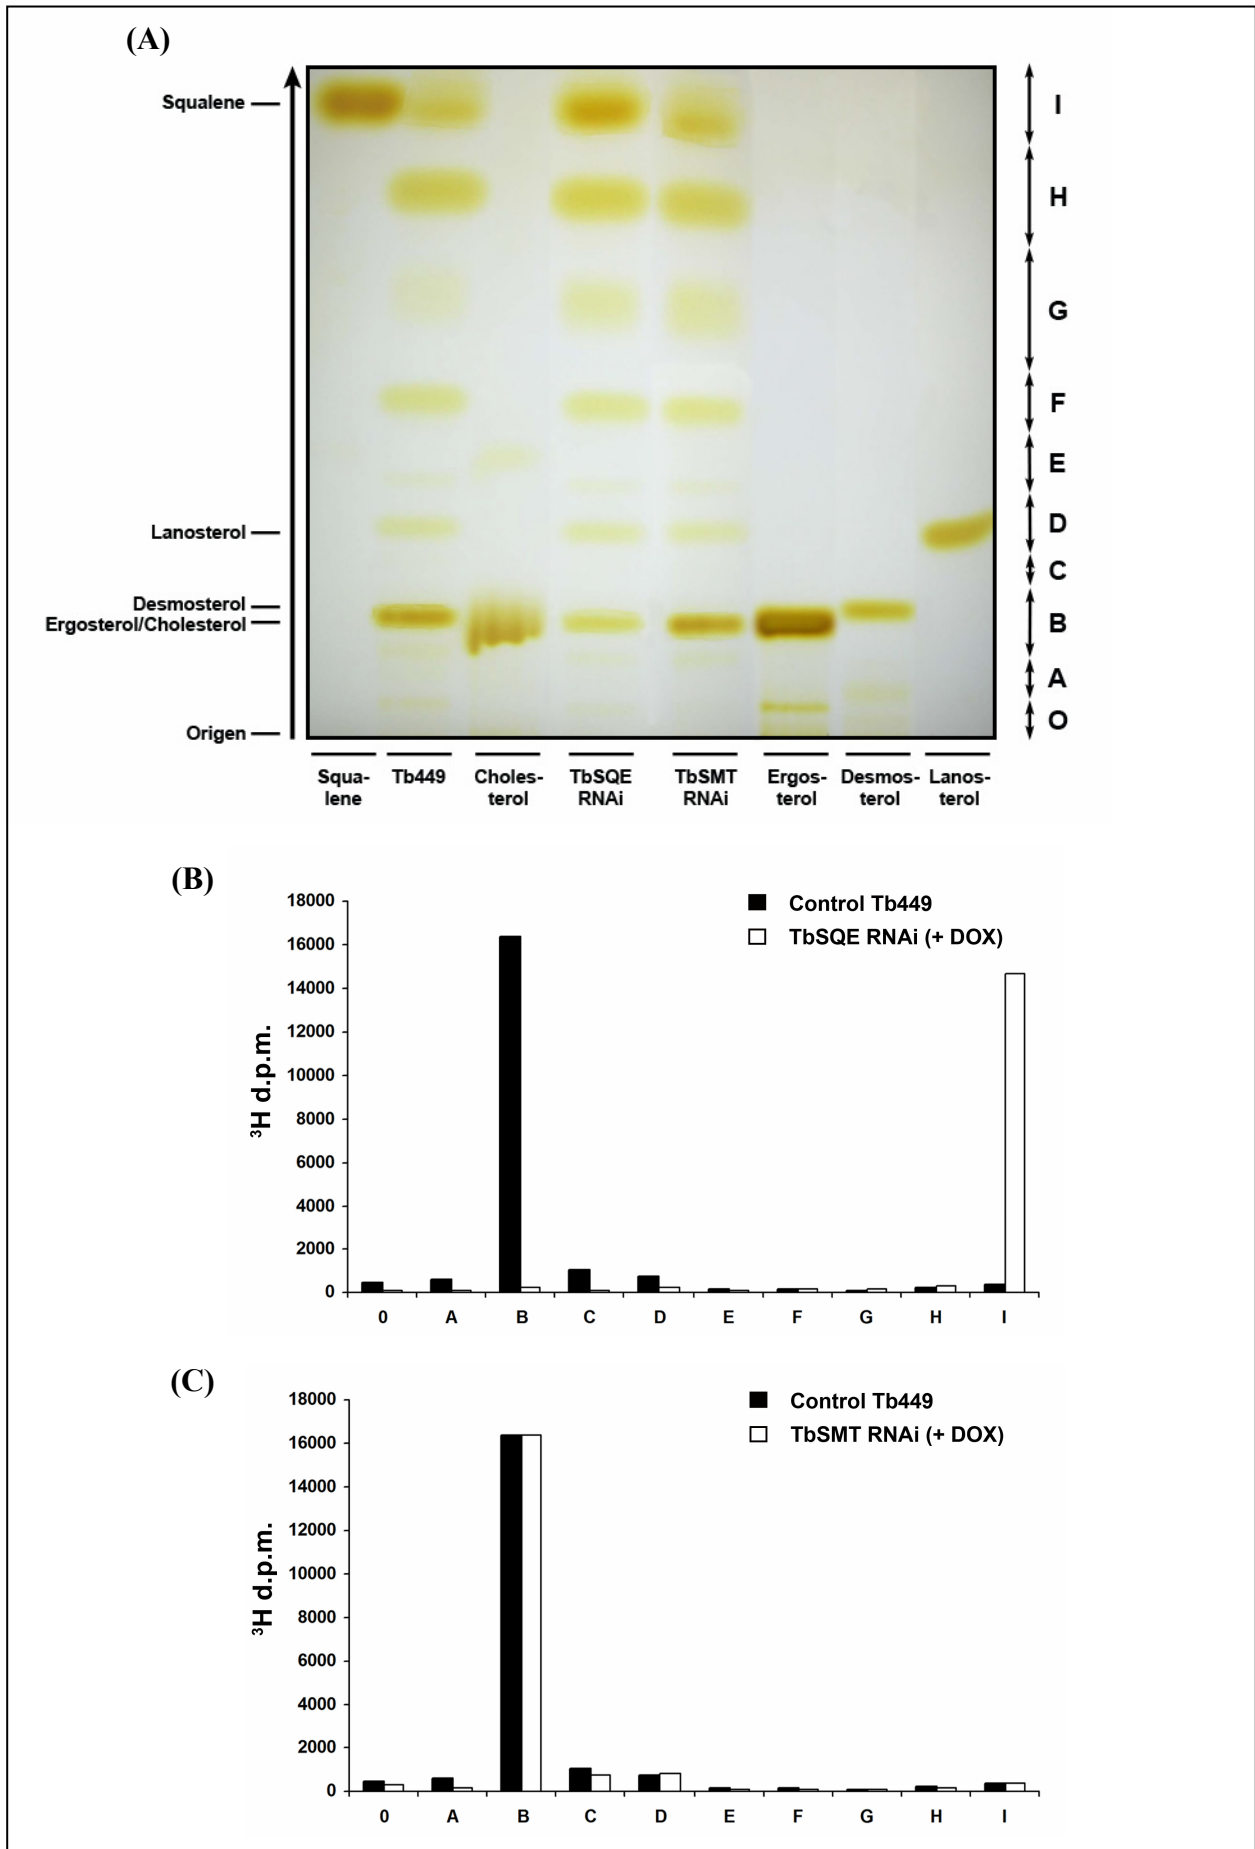 (A)
Squalene
Lanosterol
Desmosterol
Ergosterol/Cholesterol
Origen
I
H
G
F
E
D
C
B
A
O
Squa-
lene
Tb449
Choles-
terol
TbSQE
RNAi
TbSMT
RNAi
Ergos-
terol
Desmos-
terol
Lanos-
terol
(B)
18000
16000
14000
12000
10000
8000
6000
4000
2000
0
³H d.p.m.
Control Tb449
TbSQE RNAi (+ DOX)
0 A B C D E F G H I
(C)
18000
16000
14000
12000
10000
8000
6000
4000
2000
0
³H d.p.m.
Control Tb449
TbSMT RNAi (+ DOX)
0 A B C D E F G H I